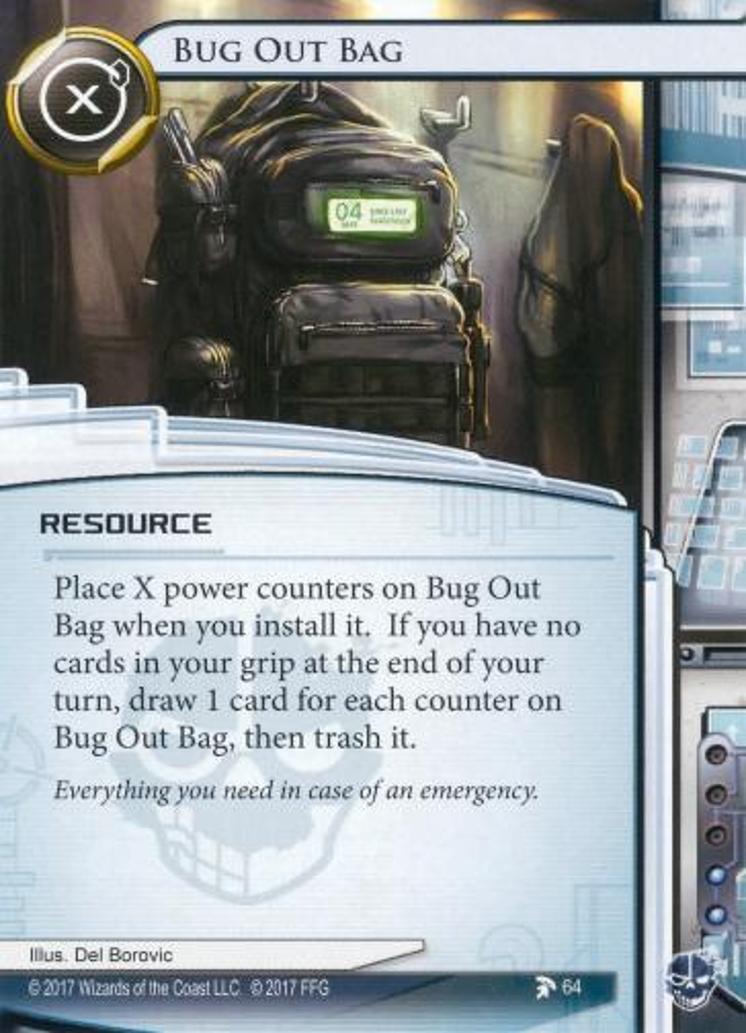 BUG OUT BAG
X
04
RESOURCE
Place X power counters on Bug Out
Bag when you install it. If you have no
cards in your grip at the end of your
turn, draw 1 card for each counter on
Bug Out Bag, then trash it.
Everything you need in case of an emergency.
Illus. Del Borovic
© 2017 Wizards of the Coast LLC. © 2017 FFG
64